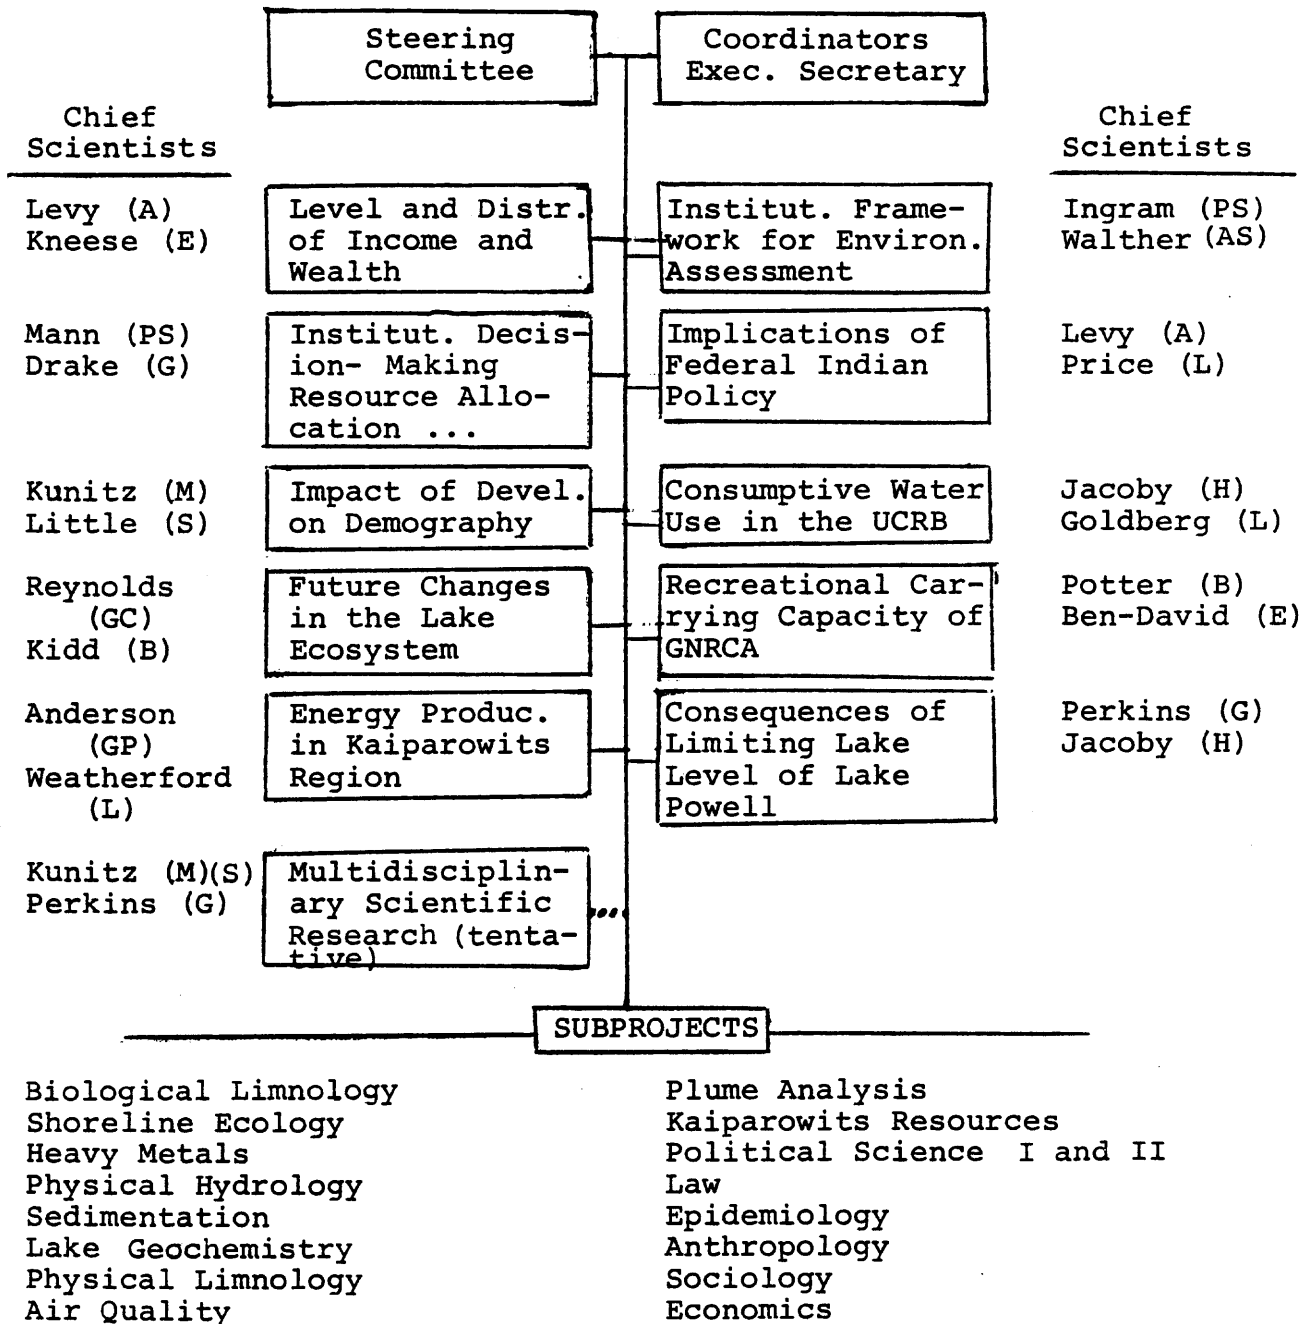 Steering
Committee
Coordinators
Exec. Secretary
Chief
Scientists
Chief
Scientists
Levy (A)
Kneese (E)
Level and Distr.
of Income and
Wealth
Institut. Frame-
work for Environ.
Assessment
Ingram (PS)
Walther (AS)
Mann (PS)
Drake (G)
Institut. Decis-
ion- Making
Resource Allo-
cation ...
Implications of
Federal Indian
Policy
Levy (A)
Price (L)
Kunitz (M)
Little (S)
Impact of Devel.
on Demography
Consumptive Water
Use in the UCRB
Jacoby (H)
Goldberg (L)
Reynolds
(GC)
Kidd (B)
Future Changes
in the Lake
Ecosystem
Recreational Car-
rying Capacity of
GNRCA
Potter (B)
Ben-David (E)
Anderson
(GP)
Weatherford
(L)
Energy Produc.
in Kaiparowits
Region
Consequences of
Limiting Lake
Level of Lake
Powell
Perkins (G)
Jacoby (H)
Kunitz (M)(S)
Perkins (G)
Multidisciplin-
ary Scientific
Research (tenta-
tive)
SUBPROJECTS
Biological Limnology
Shoreline Ecology
Heavy Metals
Physical Hydrology
Sedimentation
Lake Geochemistry
Physical Limnology
Air Quality
Plume Analysis
Kaiparowits Resources
Political Science I and II
Law
Epidemiology
Anthropology
Sociology
Economics